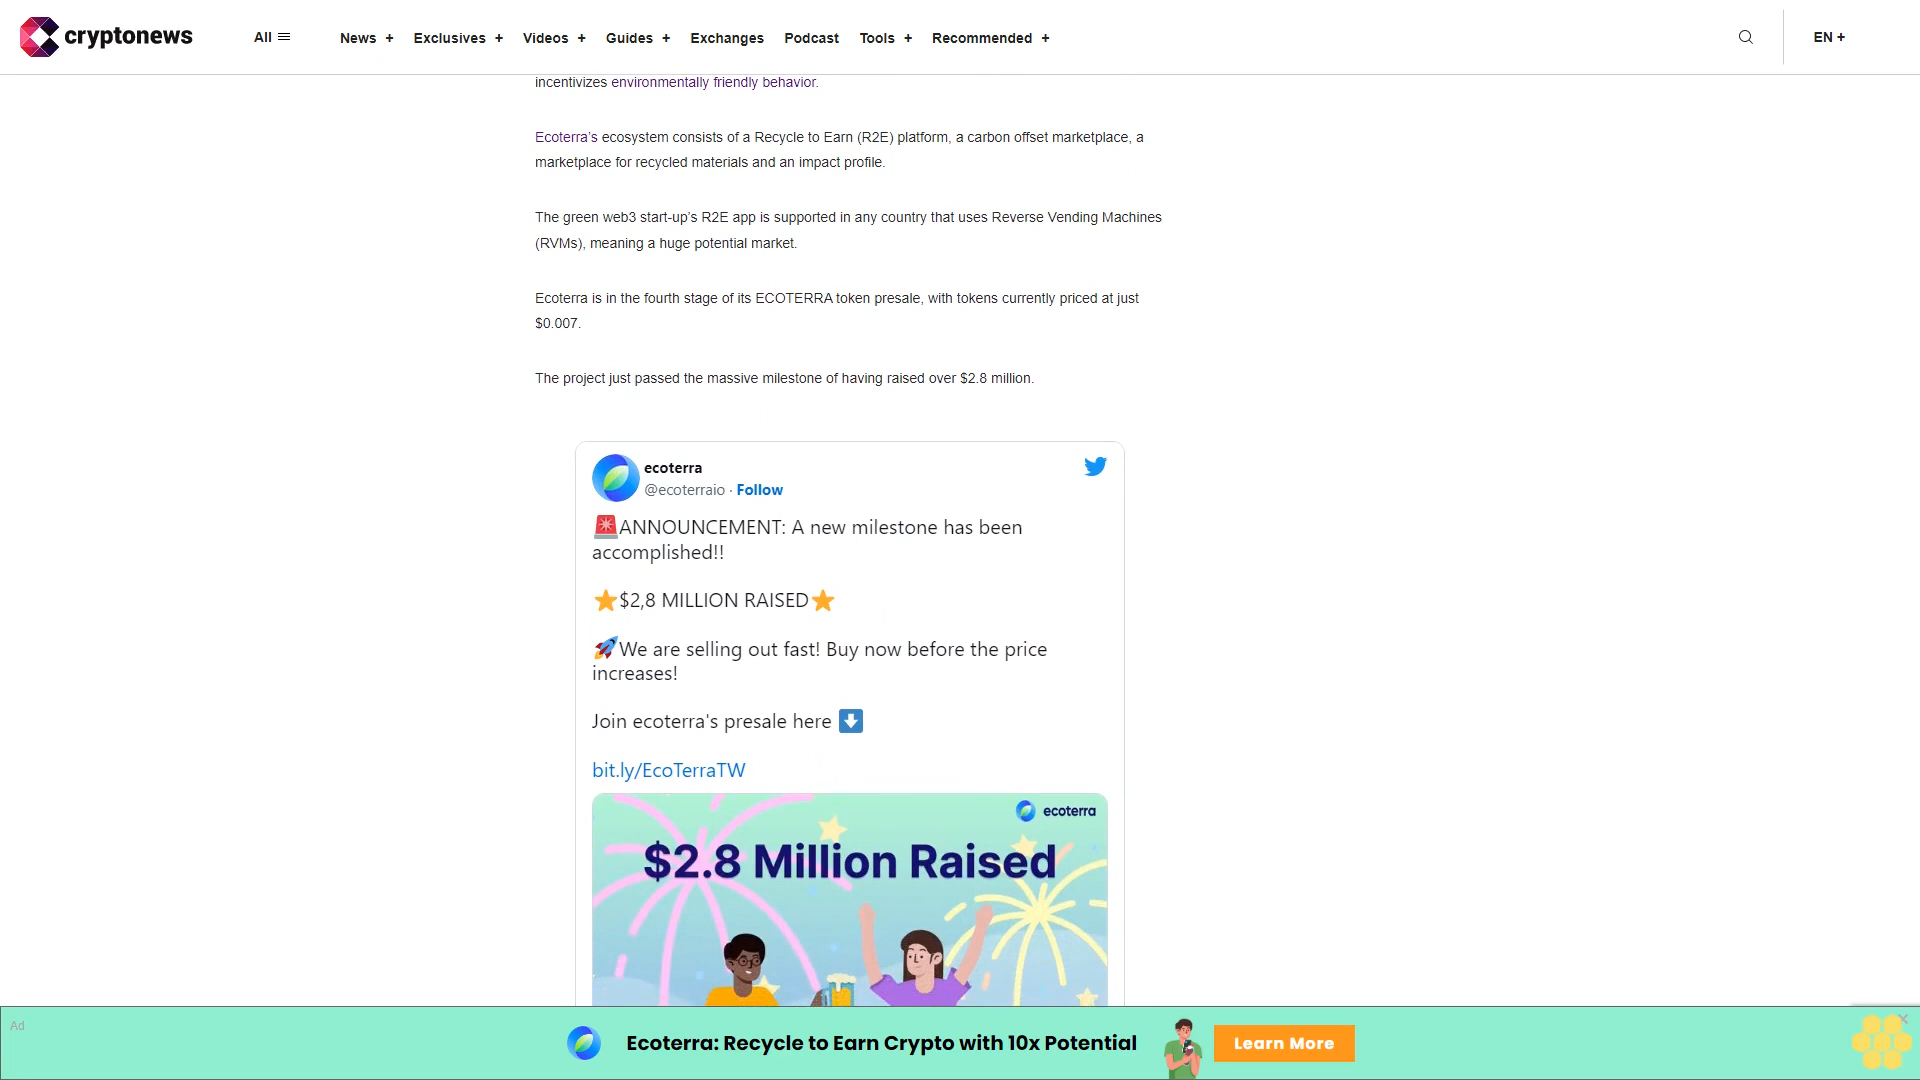 cryptonews
All
News +
Exclusives +
Videos +
Guides +
Exchanges
Podcast
Tools +
Recommended +
EN +
incentivizes environmentally friendly behavior.
Ecoterra’s ecosystem consists of a Recycle to Earn (R2E) platform, a carbon offset marketplace, a
marketplace for recycled materials and an impact profile.
The green web3 start-up’s R2E app is supported in any country that uses Reverse Vending Machines
(RVMs), meaning a huge potential market.
Ecoterra is in the fourth stage of its ECOTERRA token presale, with tokens currently priced at just
$0.007.
The project just passed the massive milestone of having raised over $2.8 million.
ecoterra
@ecoterraio · Follow
🚨ANNOUNCEMENT: A new milestone has been
accomplished!!
⭐$2,8 MILLION RAISED⭐
🚀We are selling out fast! Buy now before the price
increases!
Join ecoterra's presale here ⬇️
bit.ly/EcoTerraTW
ecoterra
$2.8 Million Raised
Ad
Ecoterra: Recycle to Earn Crypto with 10x Potential
Learn More